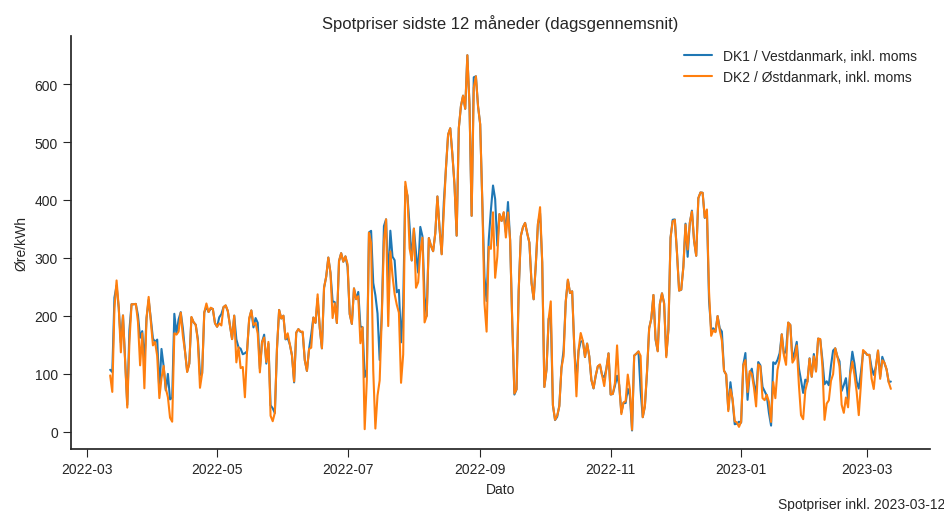 Spotpriser sidste 12 måneder (dagsgennemsnit)
DK1 / Vestdanmark, inkl. moms
DK2 / Østdanmark, inkl. moms
600
500
400
300
200
100
0
Øre/kWh
2022-03
2022-05
2022-07
2022-09
2022-11
2023-01
2023-03
Dato
Spotpriser inkl. 2023-03-12